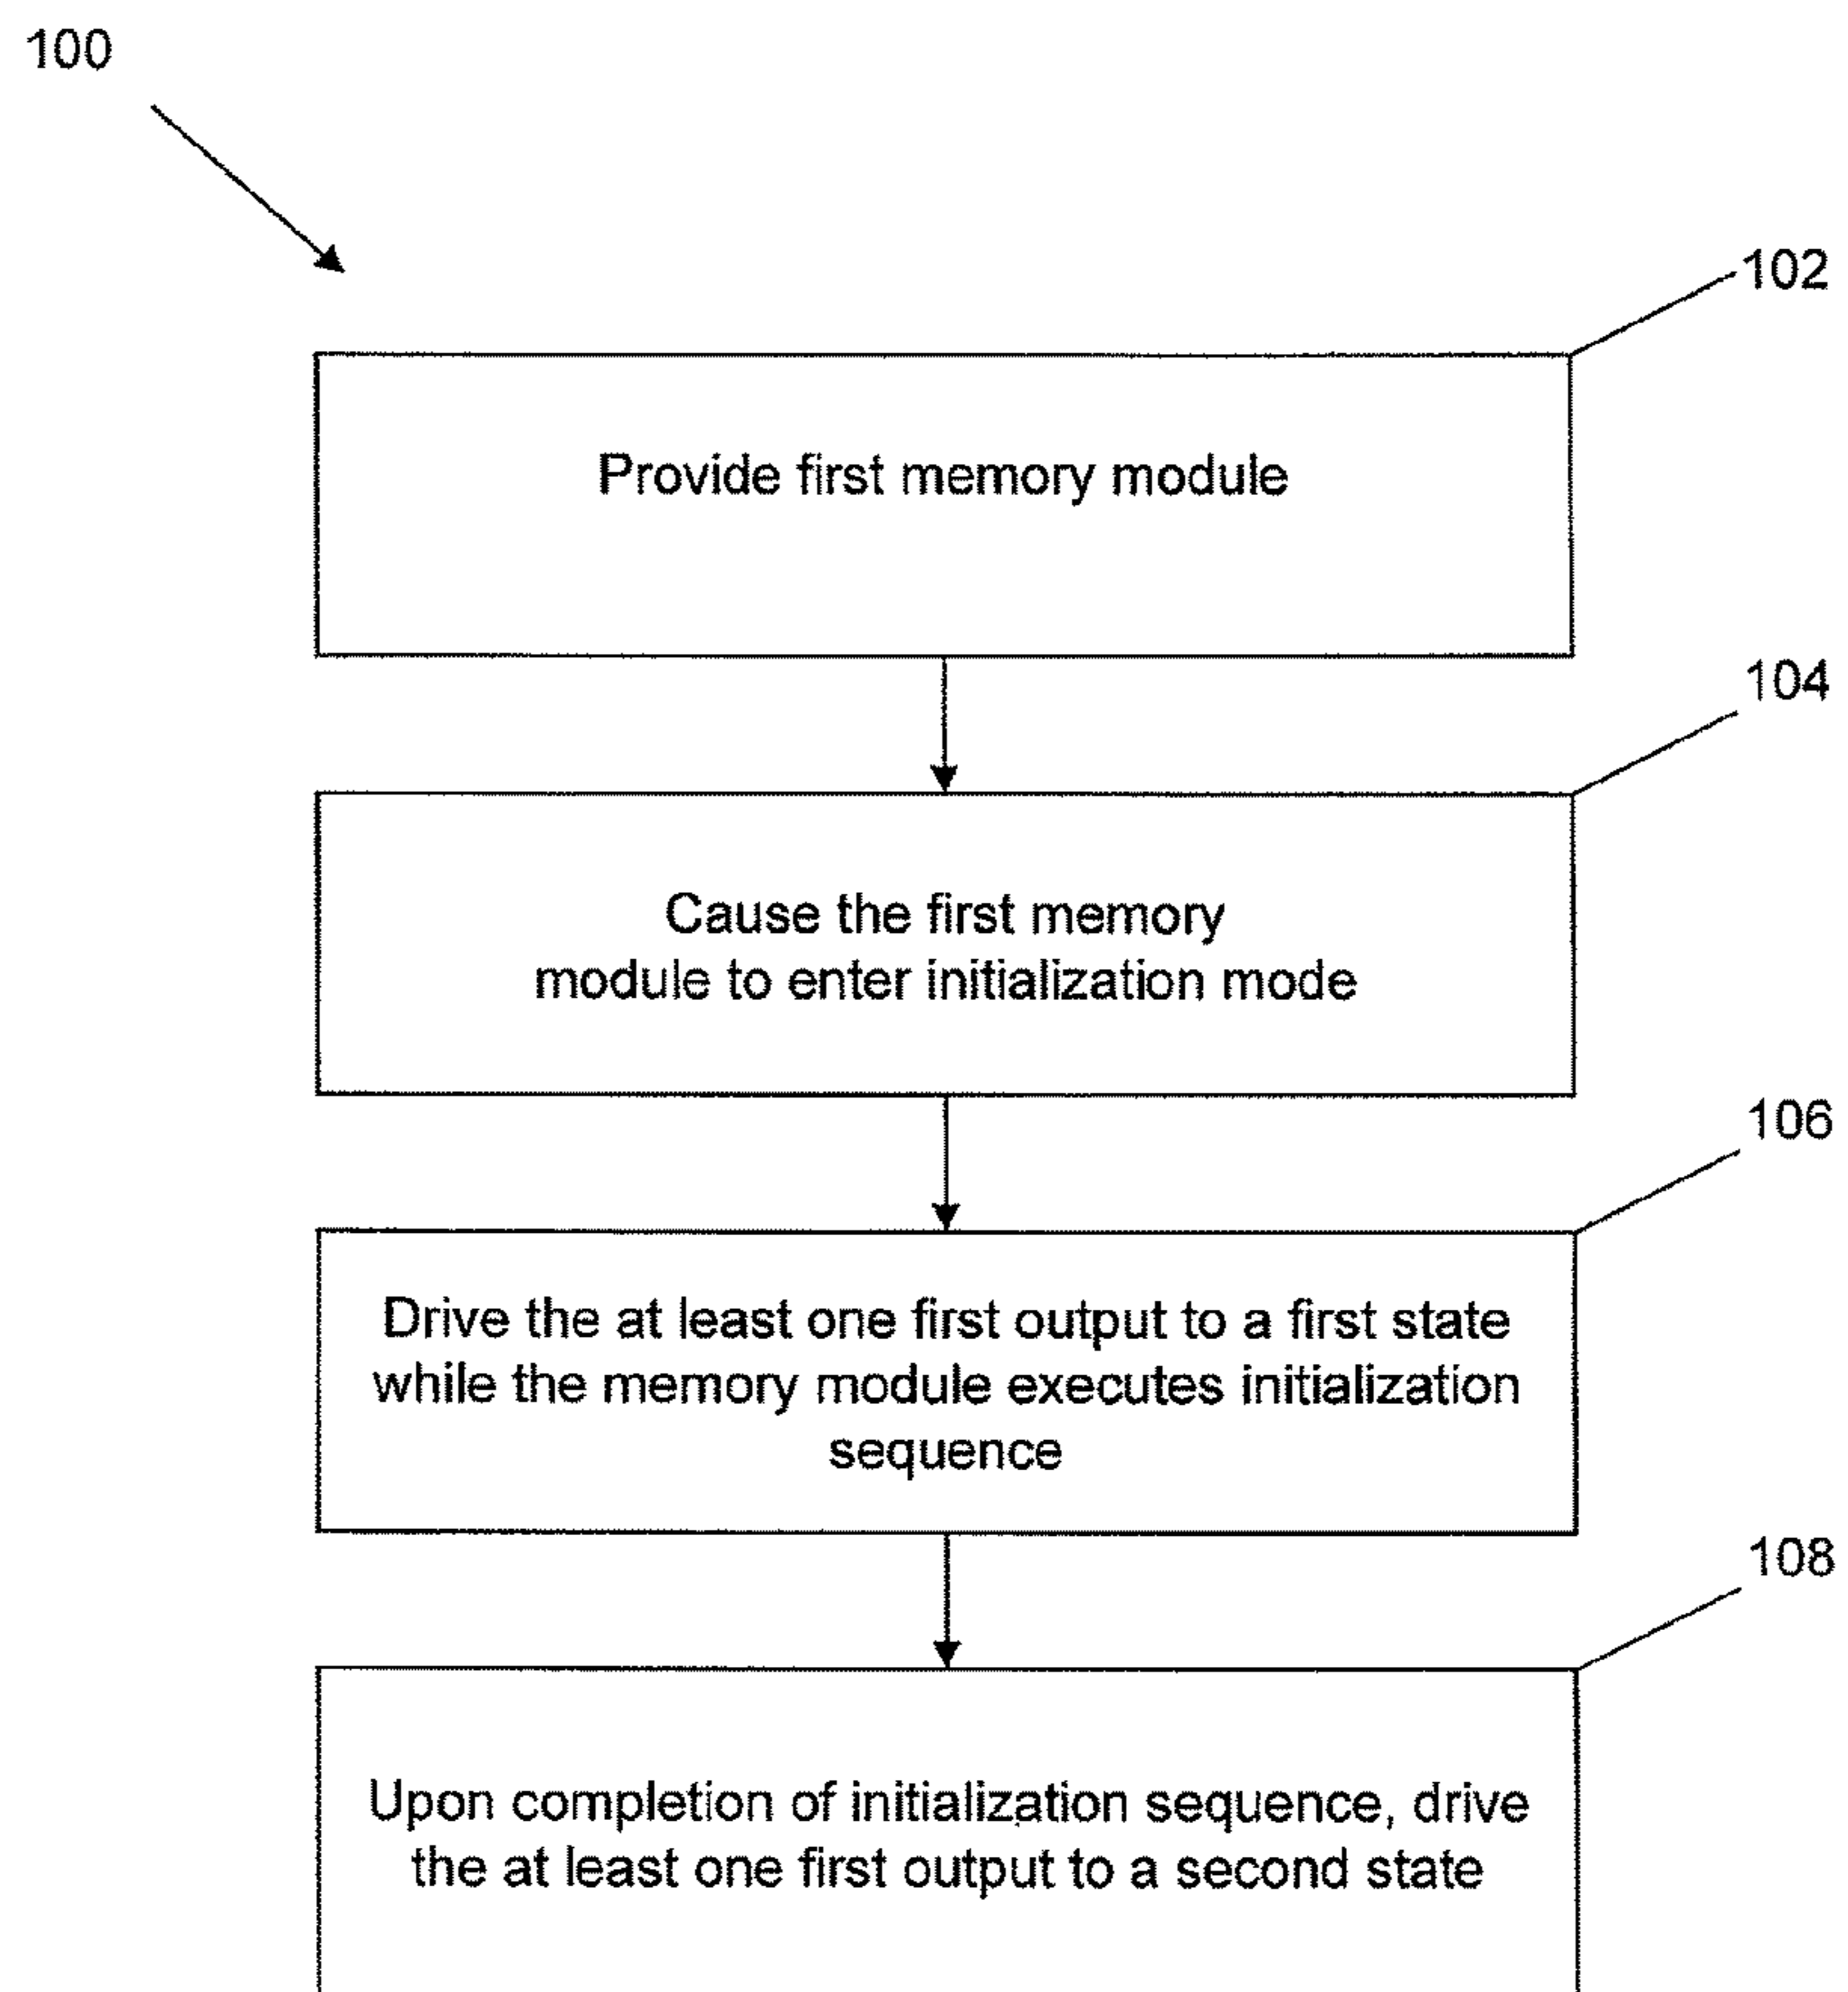 100
102
Provide first memory module
104
Cause the first memory
module to enter initialization mode
106
Drive the at least one first output to a first state
while the memory module executes initialization
sequence
108
Upon completion of initialization sequence, drive
the at least one first output to a second state